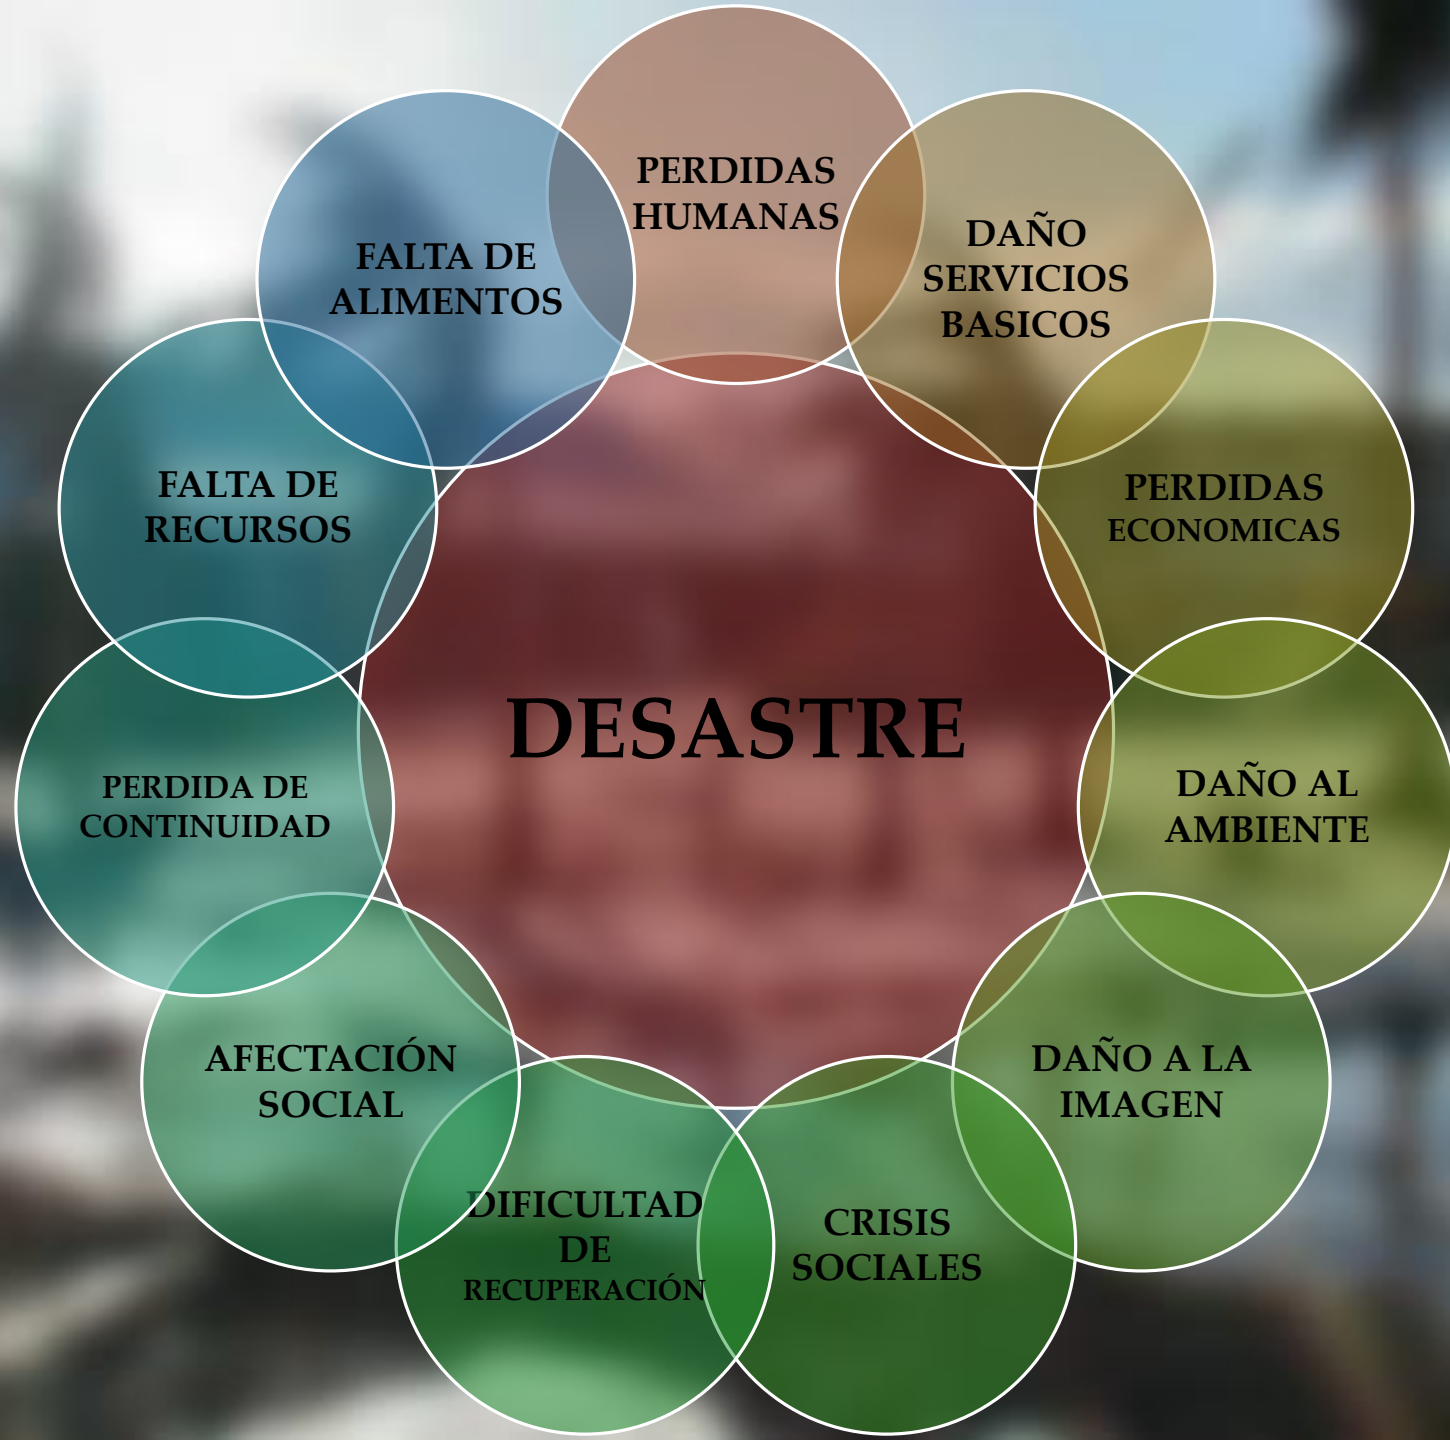 PERDIDAS
HUMANAS
DAÑO
SERVICIOS
BASICOS
PERDIDAS
ECONOMICAS
DAÑO AL
AMBIENTE
DAÑO A LA
IMAGEN
CRISIS
SOCIALES
DIFICULTAD
DE
RECUPERACIÓN
AFECTACIÓN
SOCIAL
PERDIDA DE
CONTINUIDAD
FALTA DE
RECURSOS
FALTA DE
ALIMENTOS
DESASTRE